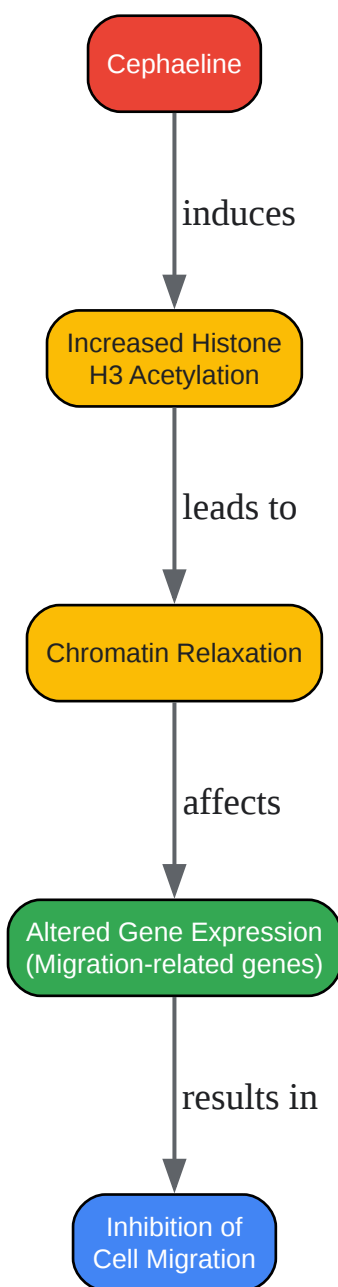 Cephaeline
induces
Increased Histone
H3 Acetylation
leads to
Chromatin Relaxation
affects
Altered Gene Expression
(Migration-related genes)
results in
Inhibition of
Cell Migration